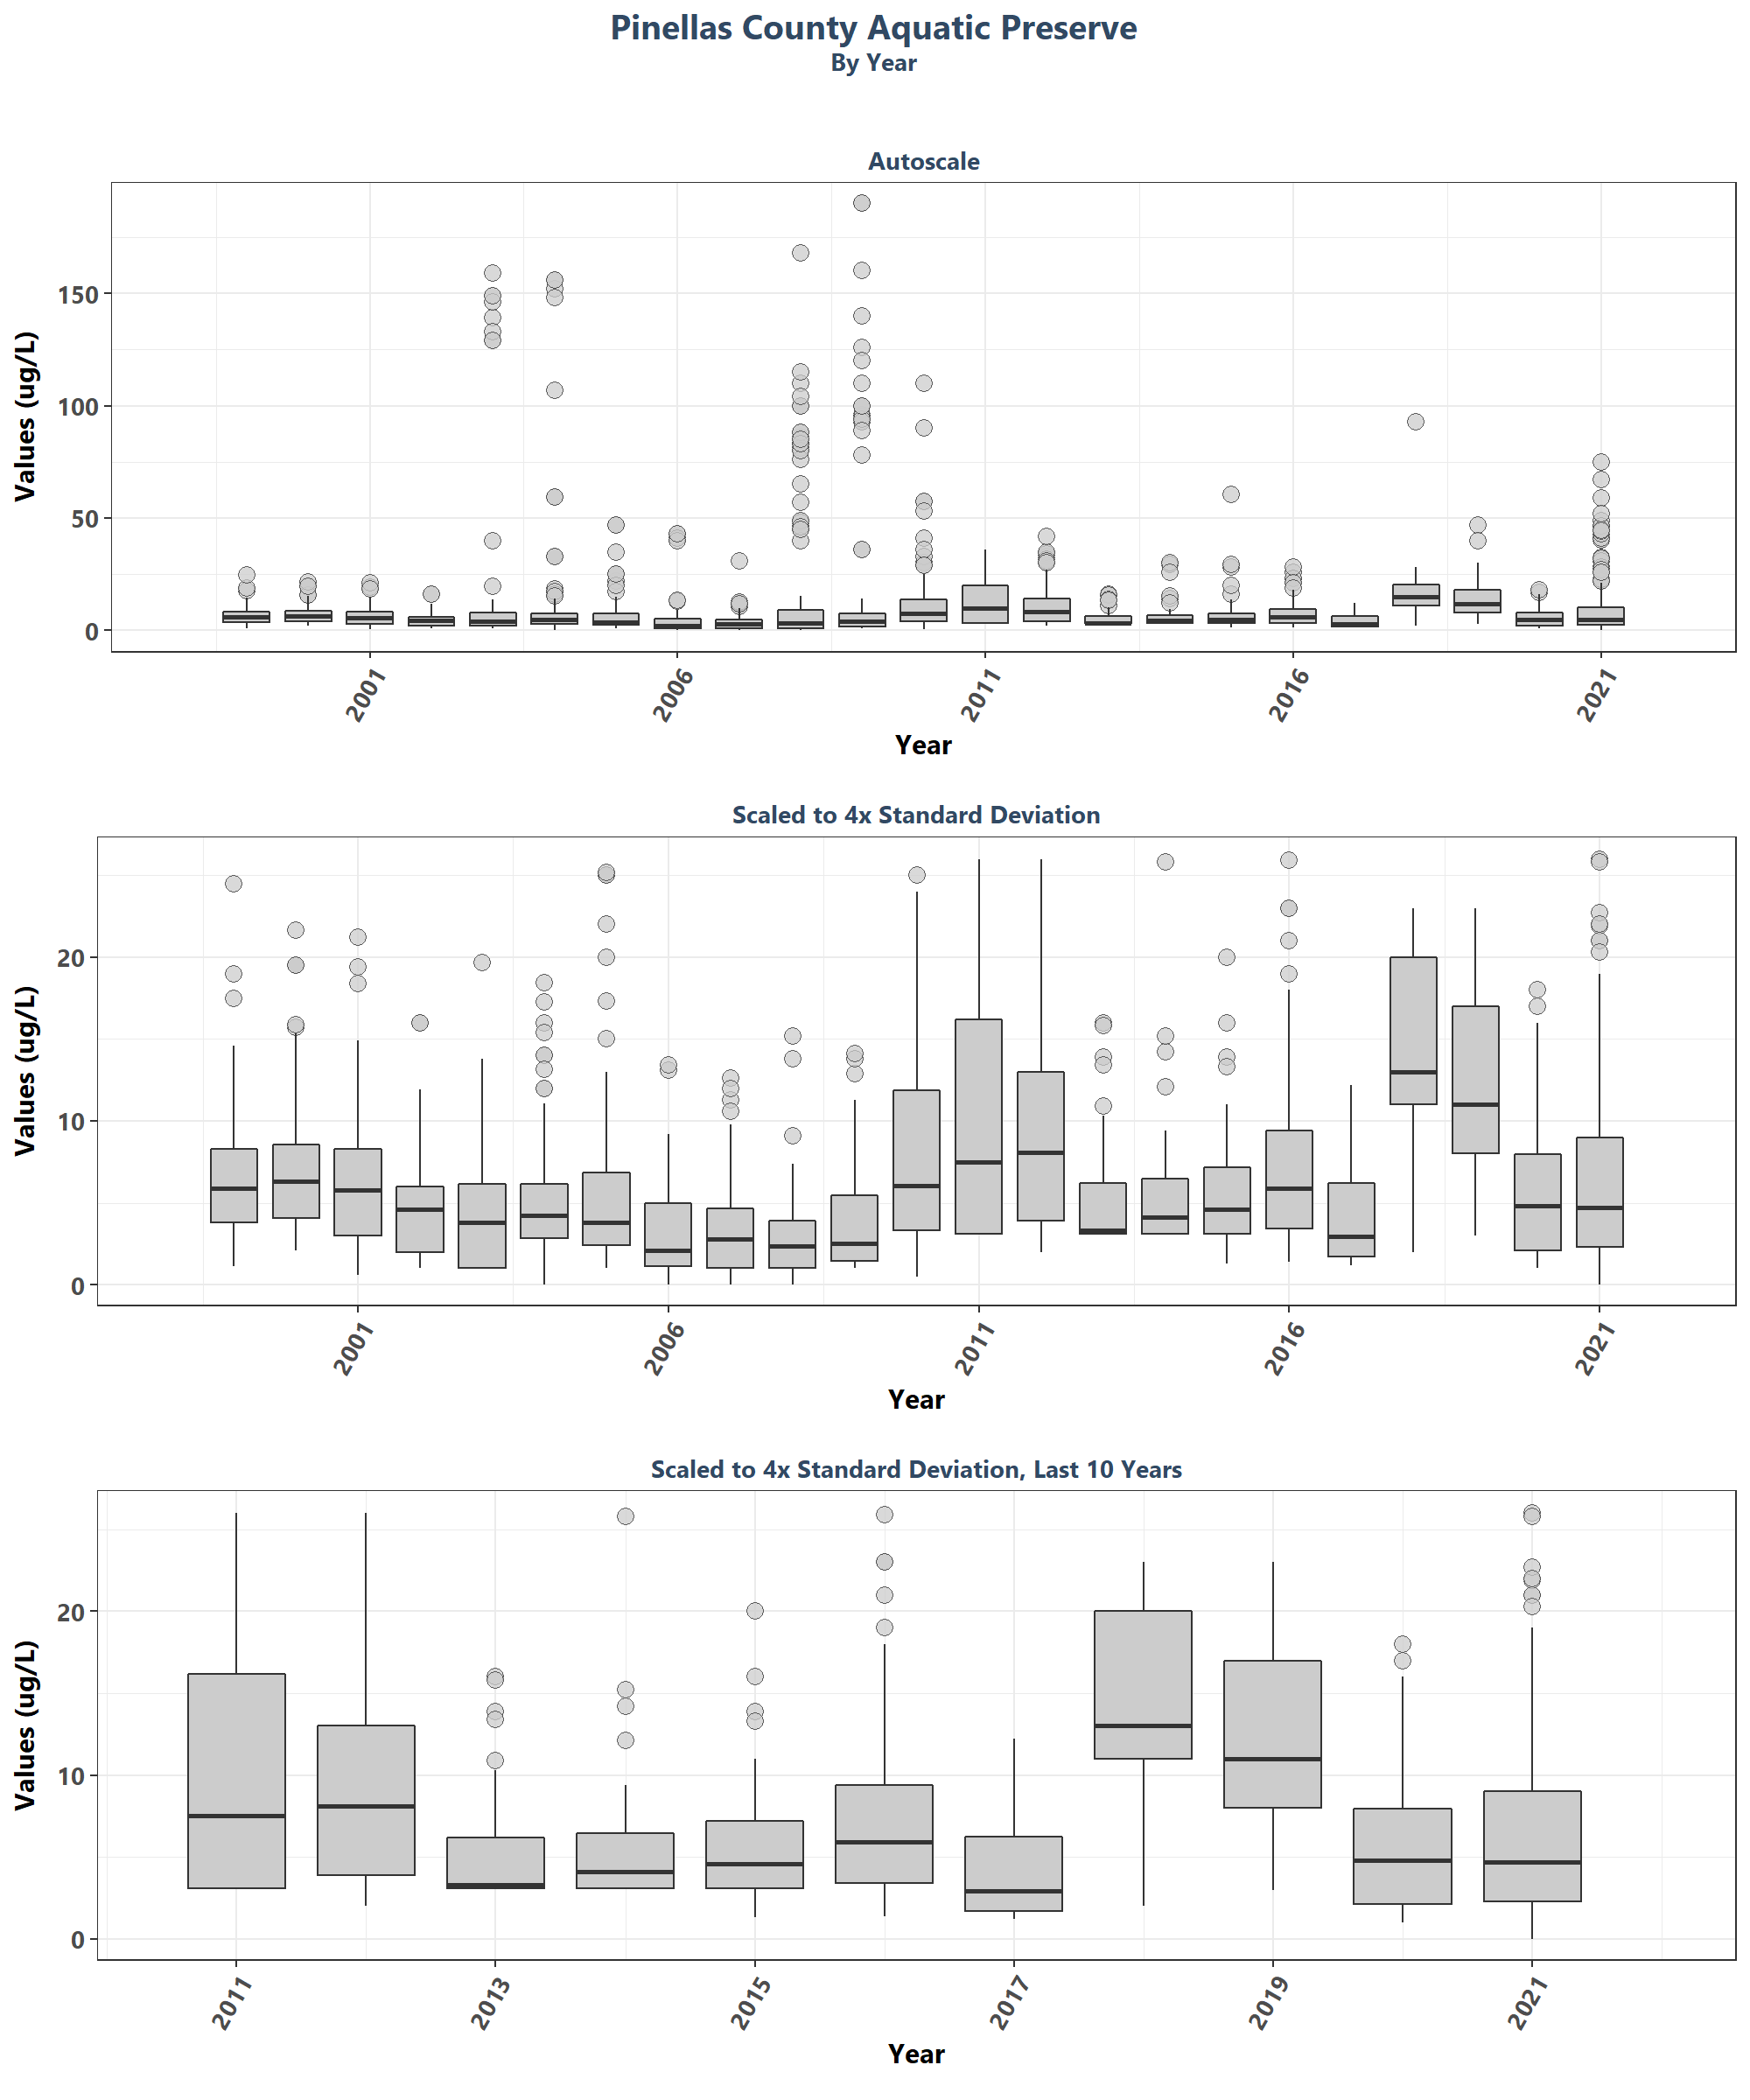 Pinellas County Aquatic Preserve
By Year
Autoscale
Values (ug/L)
150
100
50
0
2001
2006
2011
2016
2021
Year
Scaled to 4x Standard Deviation
Values (ug/L)
20
10
0
2001
2006
2011
2016
2021
Year
Scaled to 4x Standard Deviation, Last 10 Years
Values (ug/L)
20
10
0
2011
2013
2015
2017
2019
2021
Year